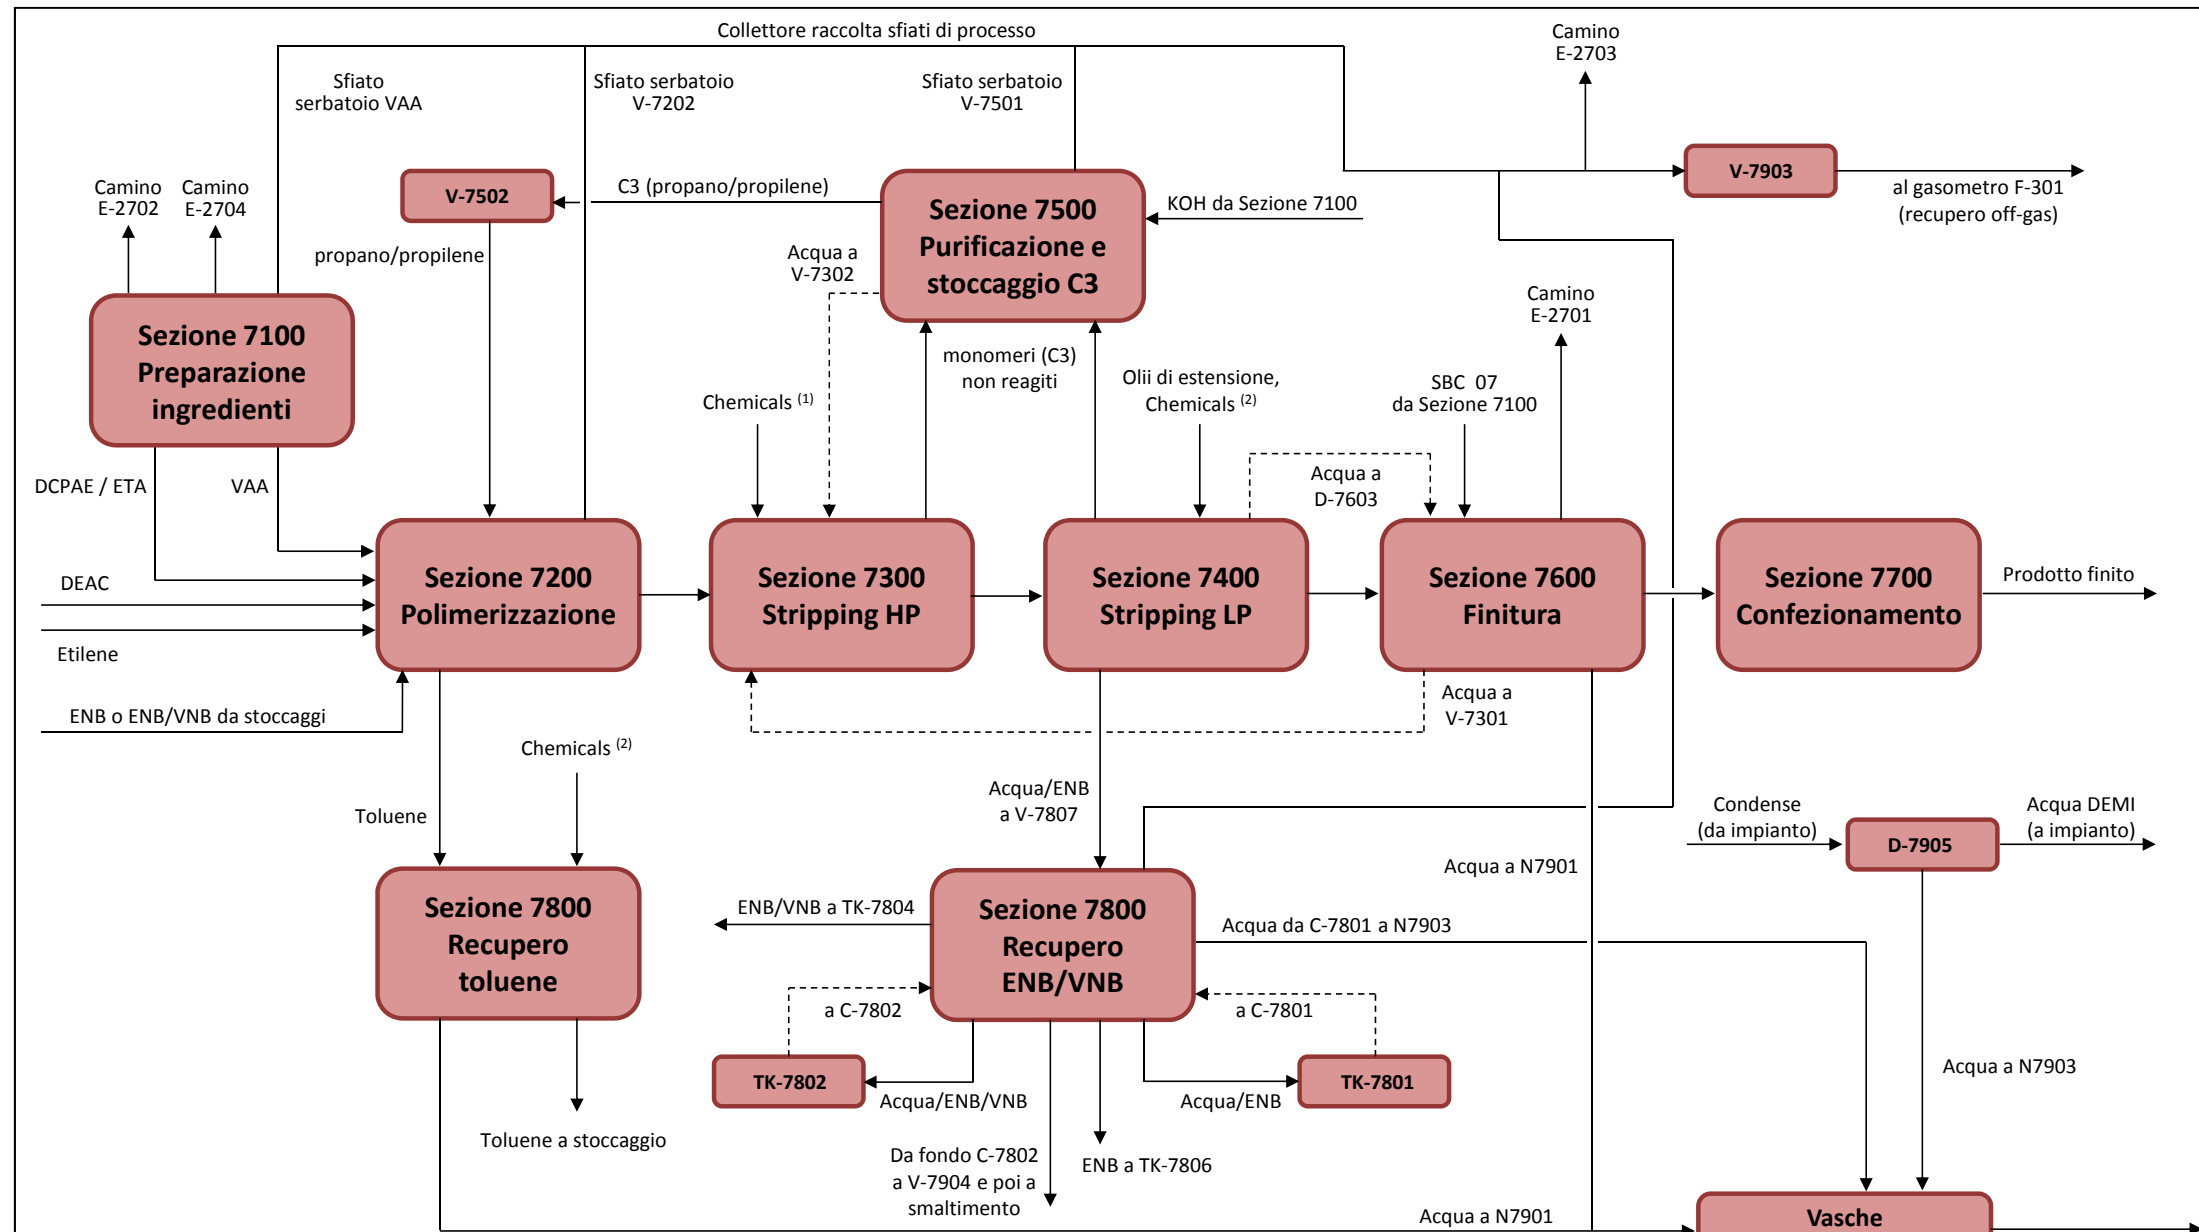 Collettore raccolta sfiati di processo
Camino
E-2703
Sfiato
serbatoio VAA
Sfiato serbatoio
V-7202
Sfiato serbatoio
V-7501
Camino
E-2702
Camino
E-2704
V-7502
C3 (propano/propilene)
Sezione 7500
Purificazione e
stoccaggio C3
KOH da Sezione 7100
V-7903
al gasometro F-301
(recupero off-gas)
propano/propilene
Acqua a
V-7302
Sezione 7100
Preparazione
ingredienti
Camino
E-2701
monomeri (C3)
non reagiti
Chemicals (1)
Olii di estensione,
Chemicals (2)
SBC 07
da Sezione 7100
DCPAE / ETA
VAA
Acqua a
D-7603
DEAC
Etilene
Sezione 7200
Polimerizzazione
Sezione 7300
Stripping HP
Sezione 7400
Stripping LP
Sezione 7600
Finitura
Sezione 7700
Confezionamento
Prodotto finito
ENB o ENB/VNB da stoccaggi
Acqua a
V-7301
Chemicals (2)
Toluene
Acqua/ENB
a V-7807
Condense
(da impianto)
D-7905
Acqua DEMI
(a impianto)
Acqua a N7901
Sezione 7800
Recupero
toluene
ENB/VNB a TK-7804
Sezione 7800
Recupero
ENB/VNB
Acqua da C-7801 a N7903
a C-7802
a C-7801
TK-7802
Acqua/ENB/VNB
Acqua/ENB
TK-7801
Acqua a N7903
Toluene a stoccaggio
Da fondo C-7802
a V-7904 e poi a
smaltimento
ENB a TK-7806
Acqua a N7901
Vasche